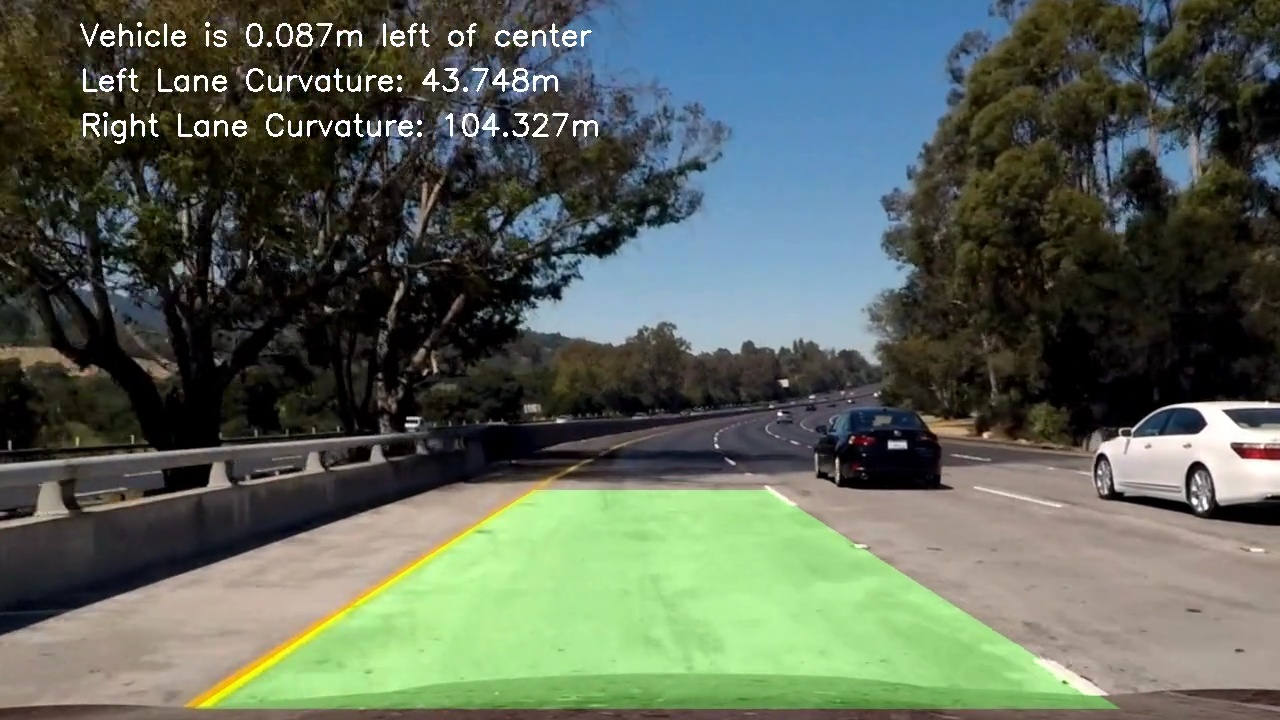 Vehicle is 0.087m left of center
Left Lane Curvature: 43.748m
Right Lane Curvature: 104.327m